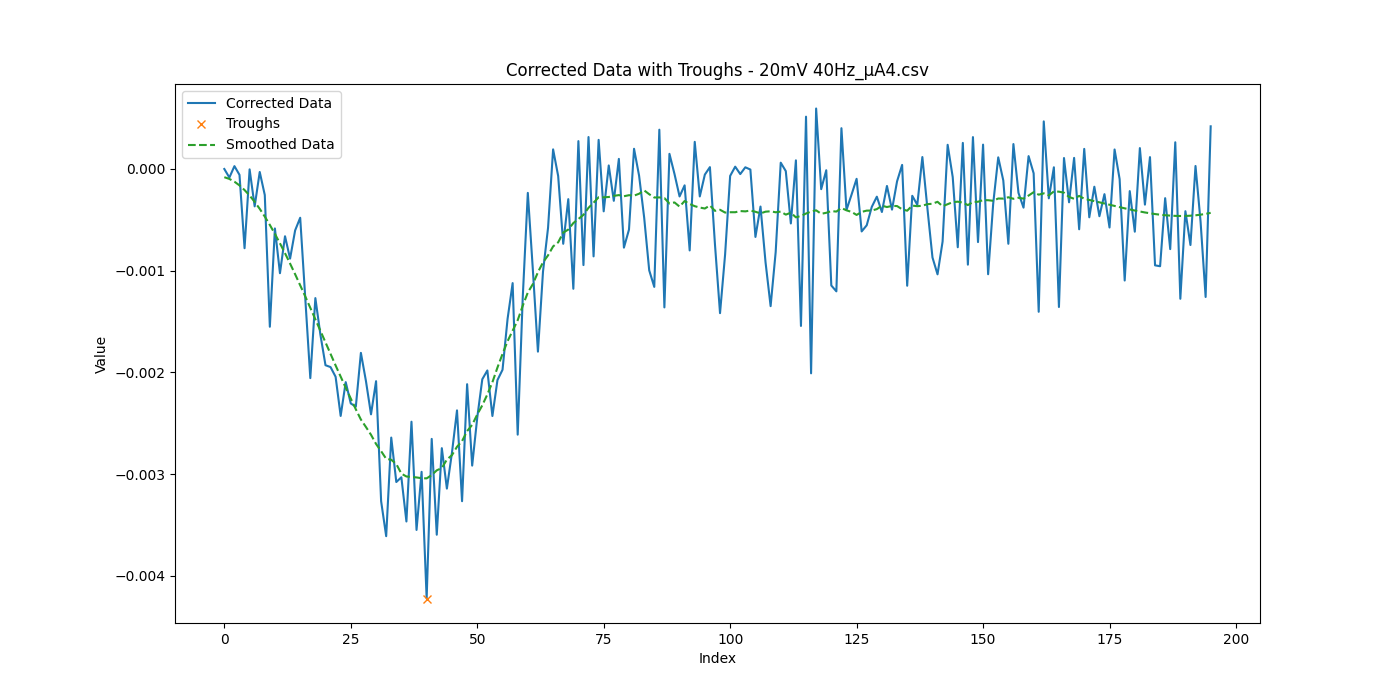 Corrected Data with Troughs - 20mV 40Hz_μA4.csv
Corrected Data
Troughs
Smoothed Data
0.000
−0.001
−0.002
−0.003
−0.004
Value
0 25 50 75 100 125 150 175 200
Index